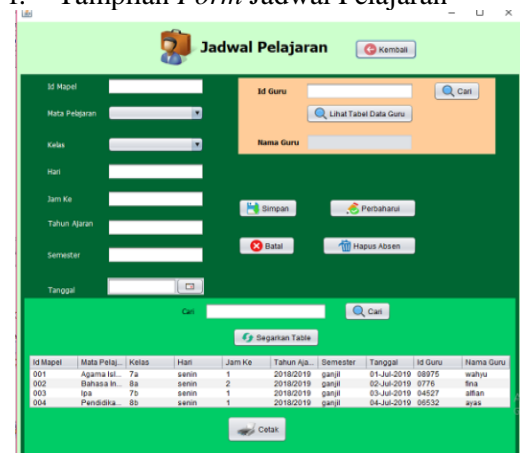 Tampilan Form Jadwal Pelajaran
Jadwal Pelajaran
Kembali
Id Mapel
Mata Pelajaran
Kelas
Hari
Jam Ke
Tahun Ajaran
Semester
Tanggal
Id Guru
Cari
Lihat Tabel Data Guru
Nama Guru
Simpan
Perbaharui
Batal
Hapus Absen
Cari
Cari
Segarkan Table
Id Mapel Mata Pelaj... Kelas Hari Jam Ke Tahun Aja... Semester Tanggal Id Guru Nama Guru
001 Agama Isl... 7a senin 1 2018/2019 ganjil 01-Jul-2019 08975 wahyu
002 Bahasa In... 8a senin 2 2018/2019 ganjil 02-Jul-2019 0776 fina
003 Ipa 7b senin 1 2018/2019 ganjil 03-Jul-2019 04527 alfian
004 Pendidika... 8b senin 1 2018/2019 ganjil 04-Jul-2019 06532 ayas
Cetak